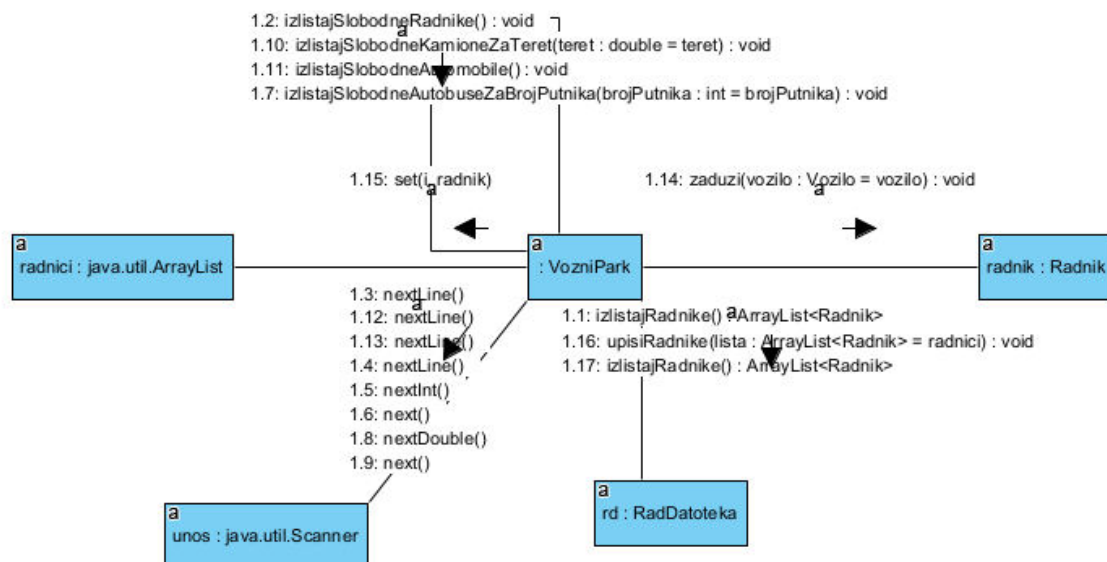 1.2: izlistajSlobodneRadnike() : void
a
1.10: izlistajSlobodneKamioneZaTeret(teret : double = teret) : void
1.11: izlistajSlobodneAutomobile() : void
1.7: izlistajSlobodneAutobuseZaBrojPutnika(brojPutnika : int = brojPutnika) : void
1.15: set(i, radnik)
a
1.14: zaduzi(vozilo : Vozilo = vozilo) : void
a
a
radnici : java.util.ArrayList
a
: VozniPark
a
radnik : Radnik
1.3: nextLine()
a
1.12: nextLine()
1.13: nextLine()
1.4: nextLine()
1.5: nextInt()
1.6: next()
1.8: nextDouble()
1.9: next()
1.1: izlistajRadnike() : ArrayList<Radnik>
a
1.16: upisiRadnike(lista : ArrayList<Radnik> = radnici) : void
1.17: izlistajRadnike() : ArrayList<Radnik>
a
unos : java.util.Scanner
a
rd : RadDatoteka